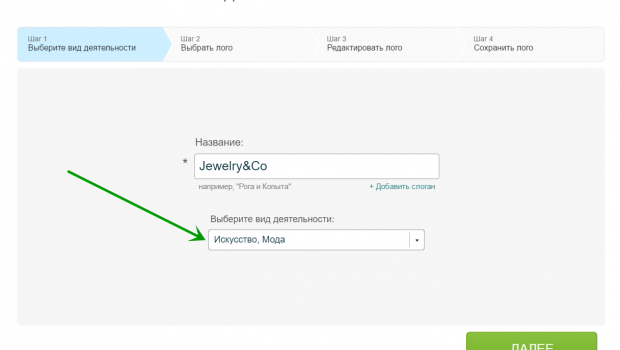 Шаг 1
Выберите вид деятельности
Шаг 2
Выбрать лого
Шаг 3
Редактировать лого
Шаг 4
Сохранить лого
Название:
* Jewelry&Co
например, "Рога и Копыта"
+ Добавить слоган
Выберите вид деятельности:
Искусство, Мода
ДАЛЕЕ